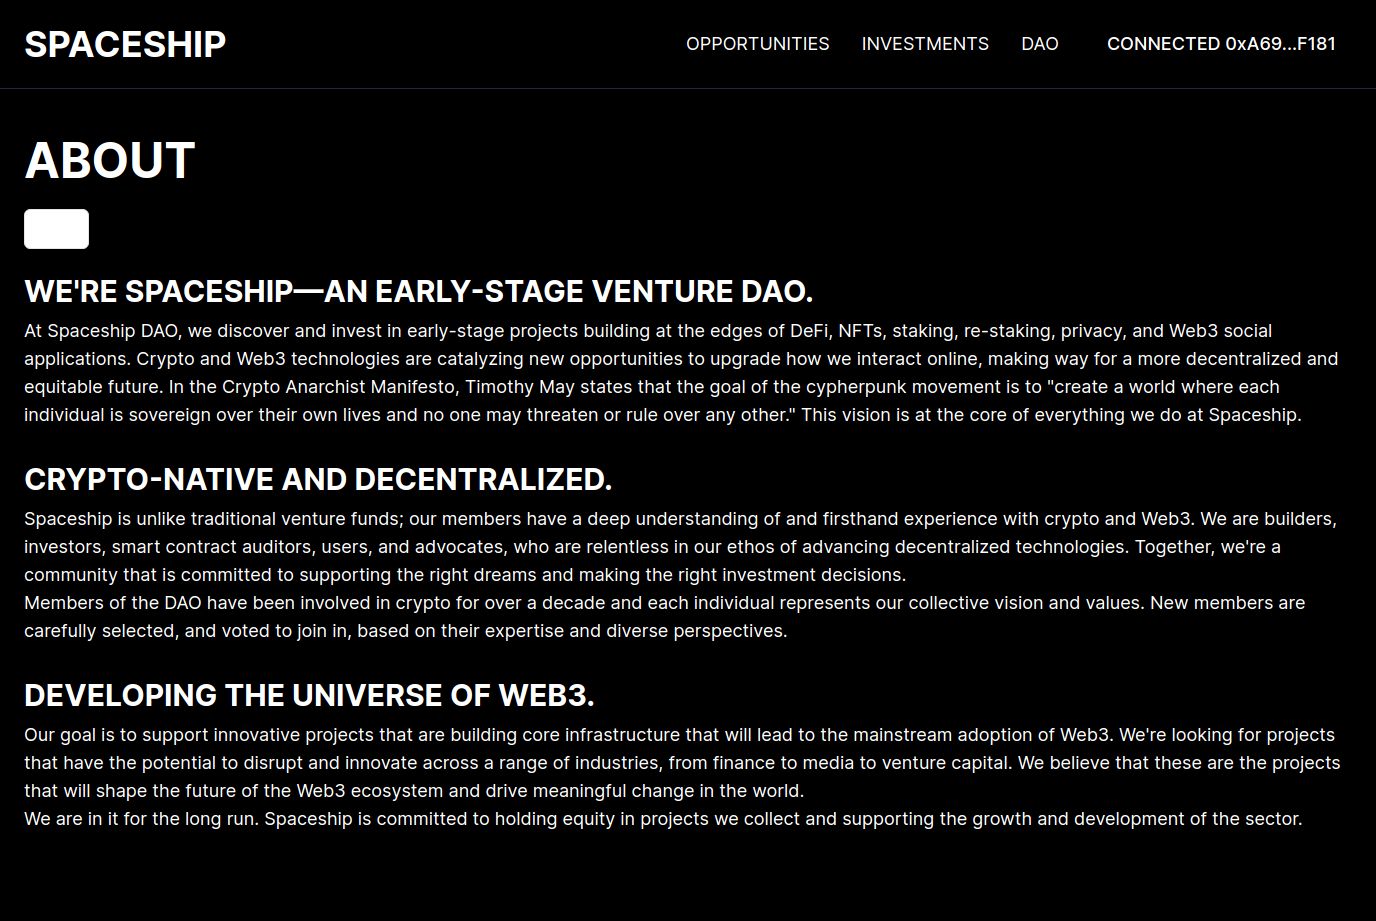 SPACESHIP
OPPORTUNITIES INVESTMENTS DAO CONNECTED 0xA69...F181
ABOUT
WE'RE SPACESHIP—AN EARLY-STAGE VENTURE DAO.
At Spaceship DAO, we discover and invest in early-stage projects building at the edges of DeFi, NFTs, staking, re-staking, privacy, and Web3 social
applications. Crypto and Web3 technologies are catalyzing new opportunities to upgrade how we interact online, making way for a more decentralized and
equitable future. In the Crypto Anarchist Manifesto, Timothy May states that the goal of the cypherpunk movement is to "create a world where each
individual is sovereign over their own lives and no one may threaten or rule over any other." This vision is at the core of everything we do at Spaceship.
CRYPTO-NATIVE AND DECENTRALIZED.
Spaceship is unlike traditional venture funds; our members have a deep understanding of and firsthand experience with crypto and Web3. We are builders,
investors, smart contract auditors, users, and advocates, who are relentless in our ethos of advancing decentralized technologies. Together, we're a
community that is committed to supporting the right dreams and making the right investment decisions.
Members of the DAO have been involved in crypto for over a decade and each individual represents our collective vision and values. New members are
carefully selected, and voted to join in, based on their expertise and diverse perspectives.
DEVELOPING THE UNIVERSE OF WEB3.
Our goal is to support innovative projects that are building core infrastructure that will lead to the mainstream adoption of Web3. We're looking for projects
that have the potential to disrupt and innovate across a range of industries, from finance to media to venture capital. We believe that these are the projects
that will shape the future of the Web3 ecosystem and drive meaningful change in the world.
We are in it for the long run. Spaceship is committed to holding equity in projects we collect and supporting the growth and development of the sector.